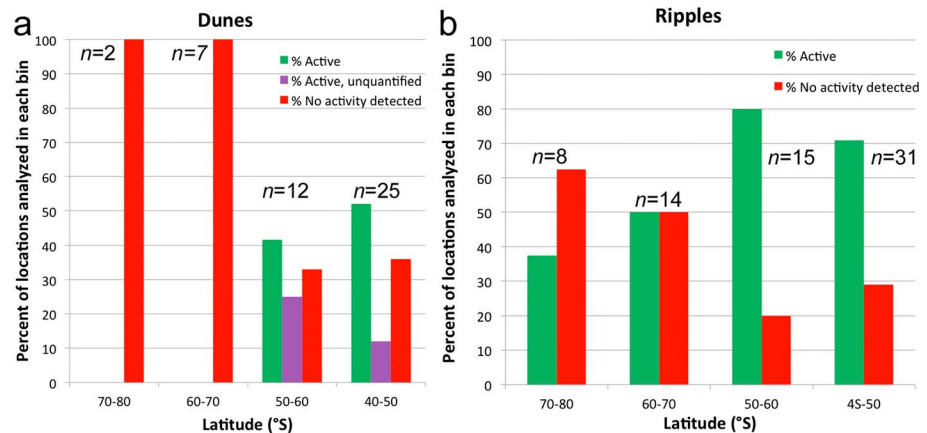 a
Dunes
Percent of locations analyzed in each bin
100
90
80
70
60
50
40
30
20
10
0
n=2
n=7
n=12
n=25
% Active
% Active, unquantified
% No activity detected
70-80
60-70
50-60
40-50
Latitude (°S)
b
Ripples
Percent of locations analyzed in each bin
100
90
80
70
60
50
40
30
20
10
0
% Active
% No activity detected
n=8
n=14
n=15
n=31
70-80
60-70
50-60
4S-50
Latitude (°S)